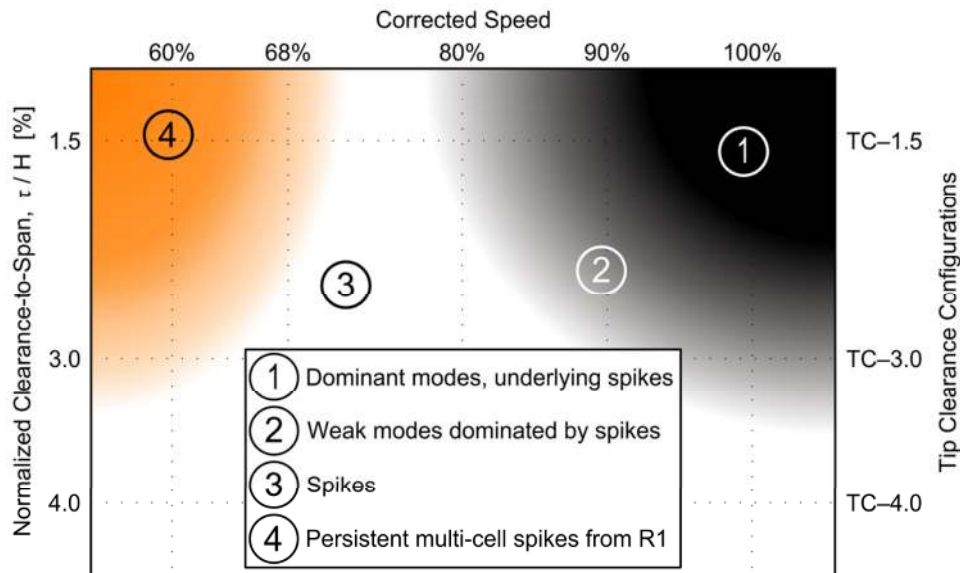 Corrected Speed
60% 68% 80% 90% 100%
Normalized Clearance-to-Span, τ / H [%]
1.5
3.0
4.0
TC–1.5
TC–3.0
TC–4.0
Tip Clearance Configurations
4
1
2
3
1 Dominant modes, underlying spikes
2 Weak modes dominated by spikes
3 Spikes
4 Persistent multi-cell spikes from R1